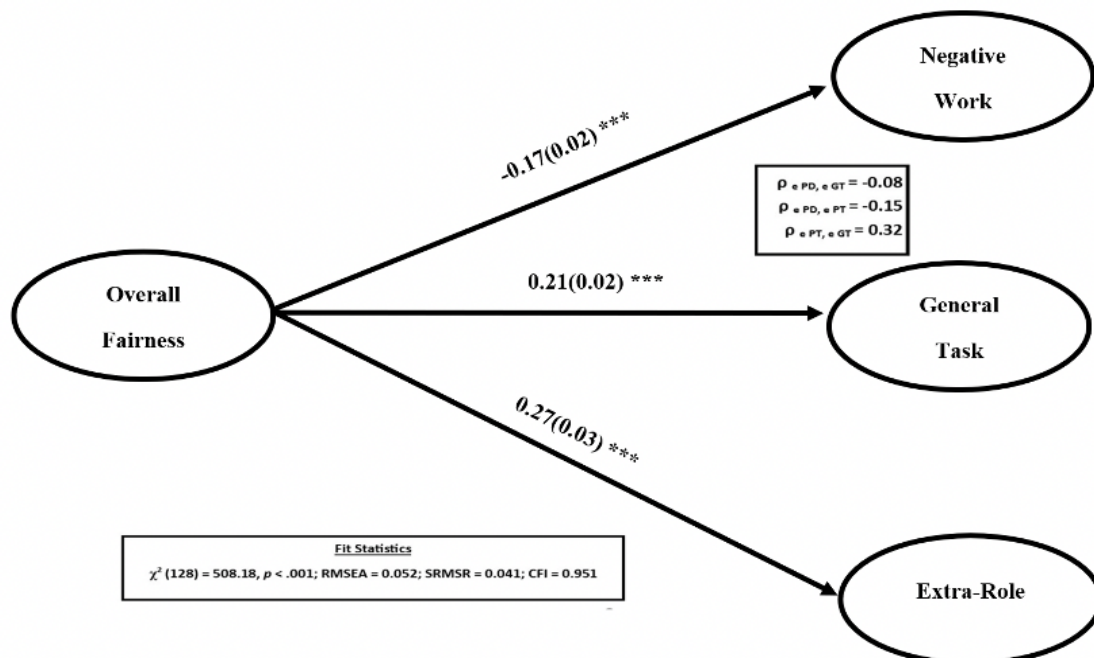 Negative
Work
-0.17(0.02) ***
ρ e PD, e GT = -0.08
ρ e PD, e PT = -0.15
ρ e PT, e GT = 0.32
Overall
Fairness
0.21(0.02) ***
General
Task
0.27(0.03) ***
Fit Statistics
χ² (128) = 508.18, p < .001; RMSEA = 0.052; SRMSR = 0.041; CFI = 0.951
Extra-Role